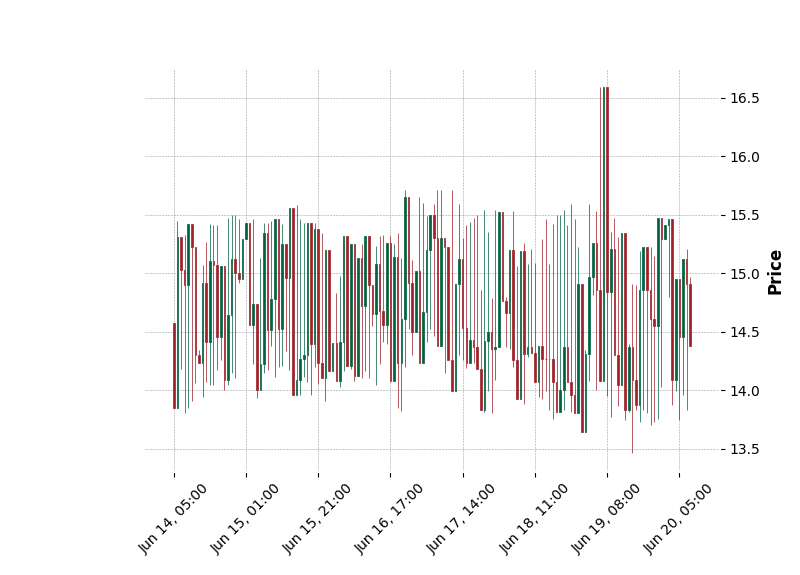 16.5
16.0
15.5
15.0
14.5
14.0
13.5
Price
Jun 14, 05:00
Jun 15, 01:00
Jun 15, 21:00
Jun 16, 17:00
Jun 17, 14:00
Jun 18, 11:00
Jun 19, 08:00
Jun 20, 05:00